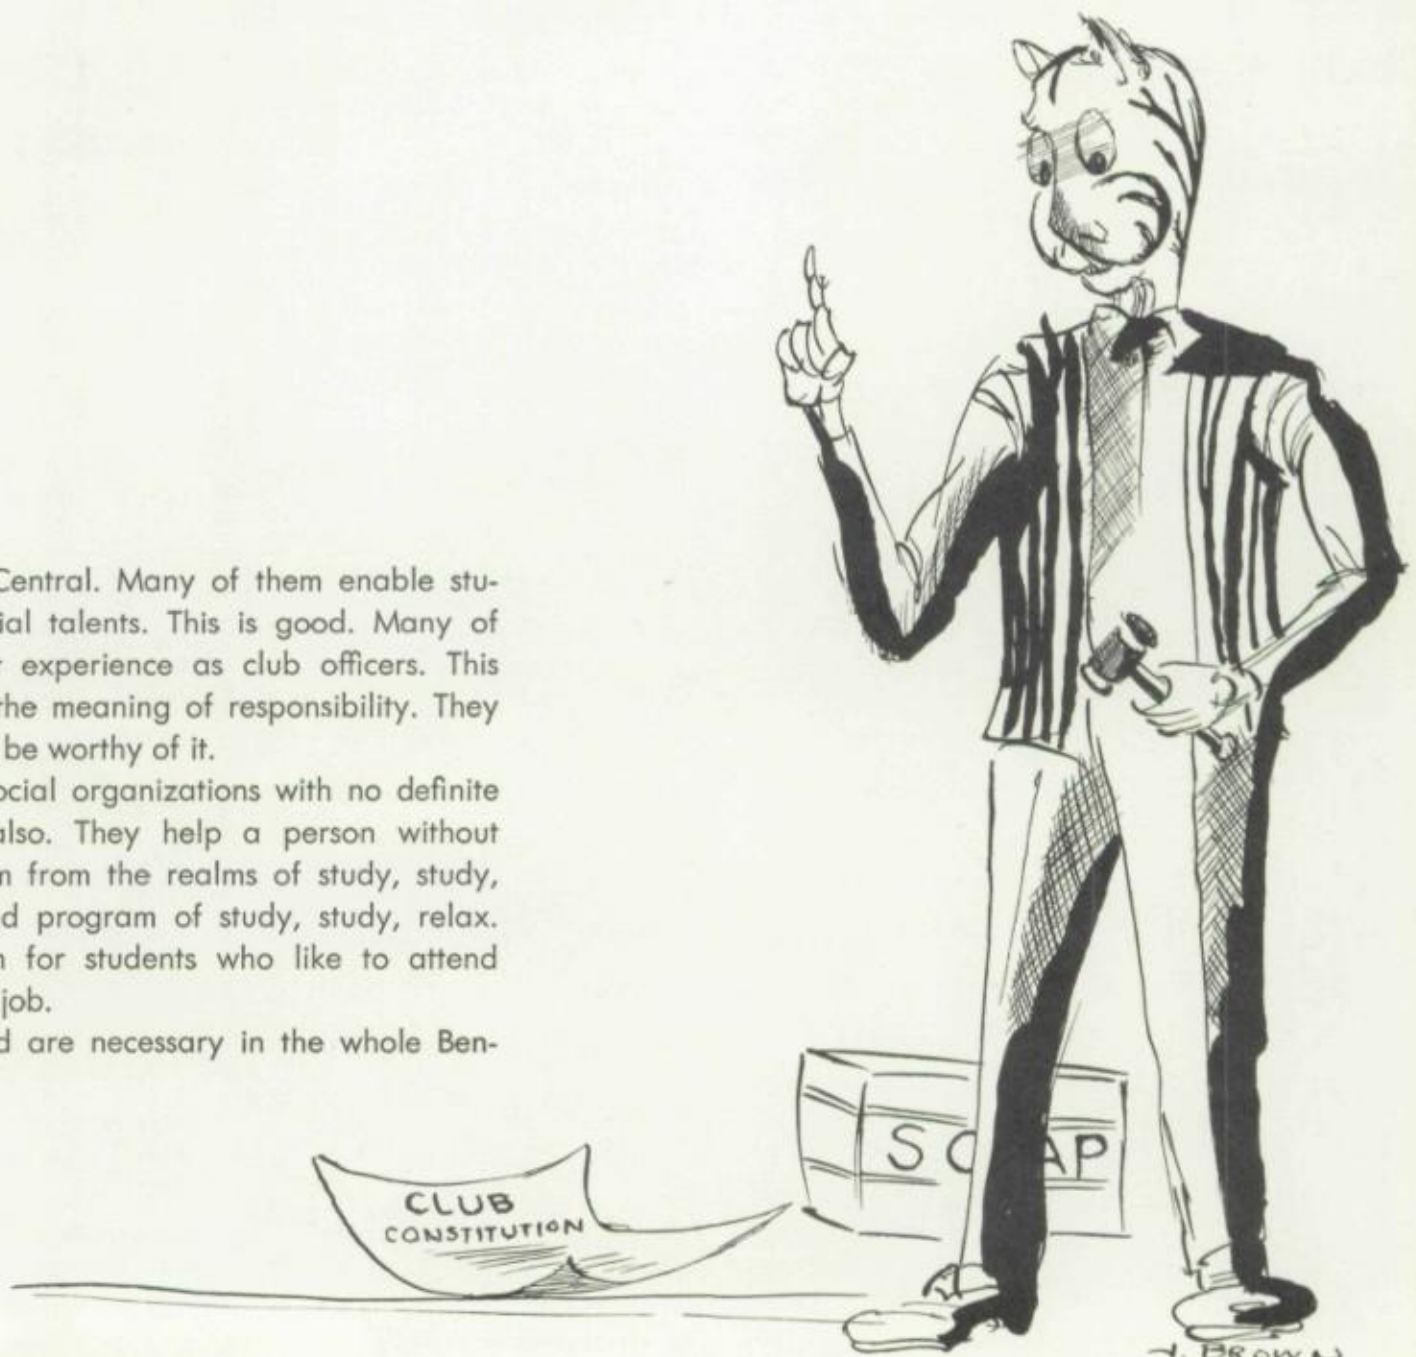 Central. Many of them enable stu-
ial talents. This is good. Many of
experience as club officers. This
the meaning of responsibility. They
be worthy of it.
ocial organizations with no definite
also. They help a person without
from the realms of study, study,
d program of study, study, relax.
for students who like to attend
job.
d are necessary in the whole Ben-
SOAP
CLUB
CONSTITUTION
BROWN